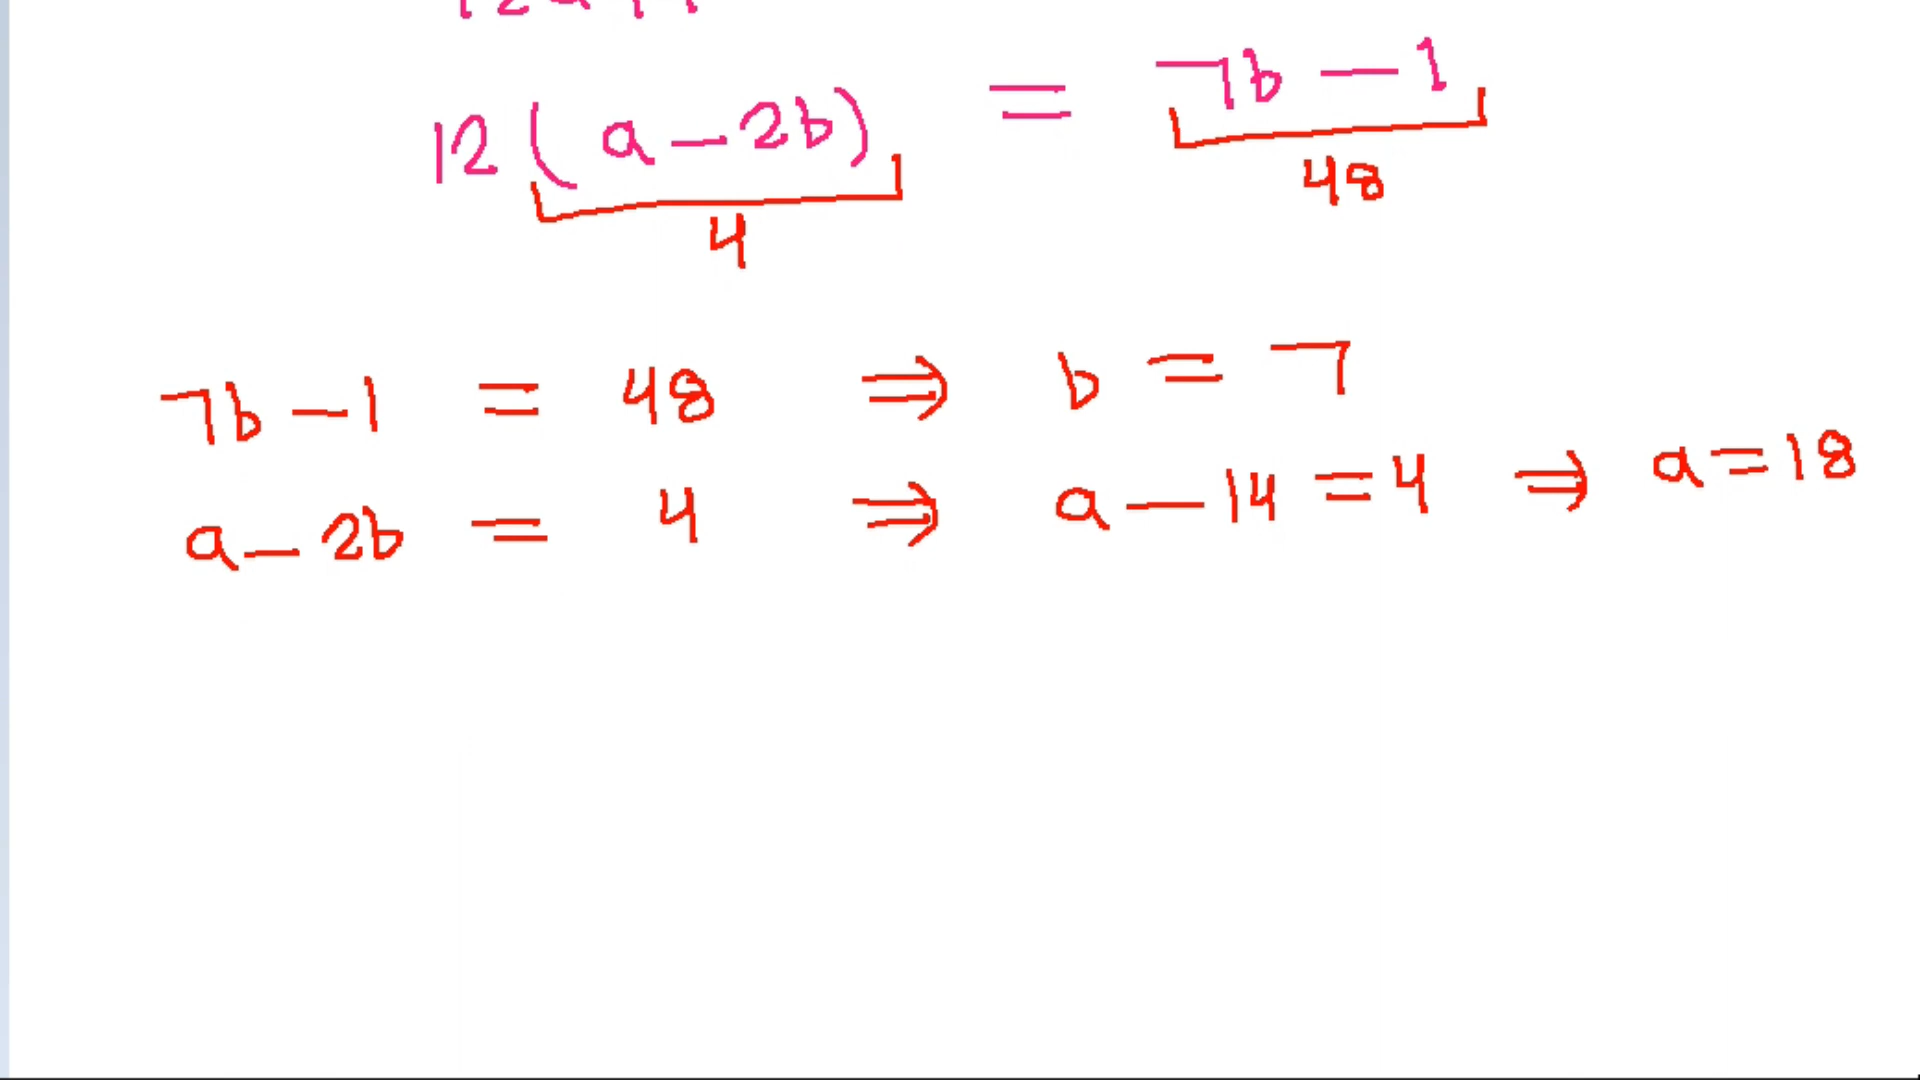 12 ( a - 2b ) = 7b - 1
4 48
7b - 1 = 48 ⇒ b = 7
a - 2b = 4 ⇒ a - 14 = 4 ⇒ a = 18